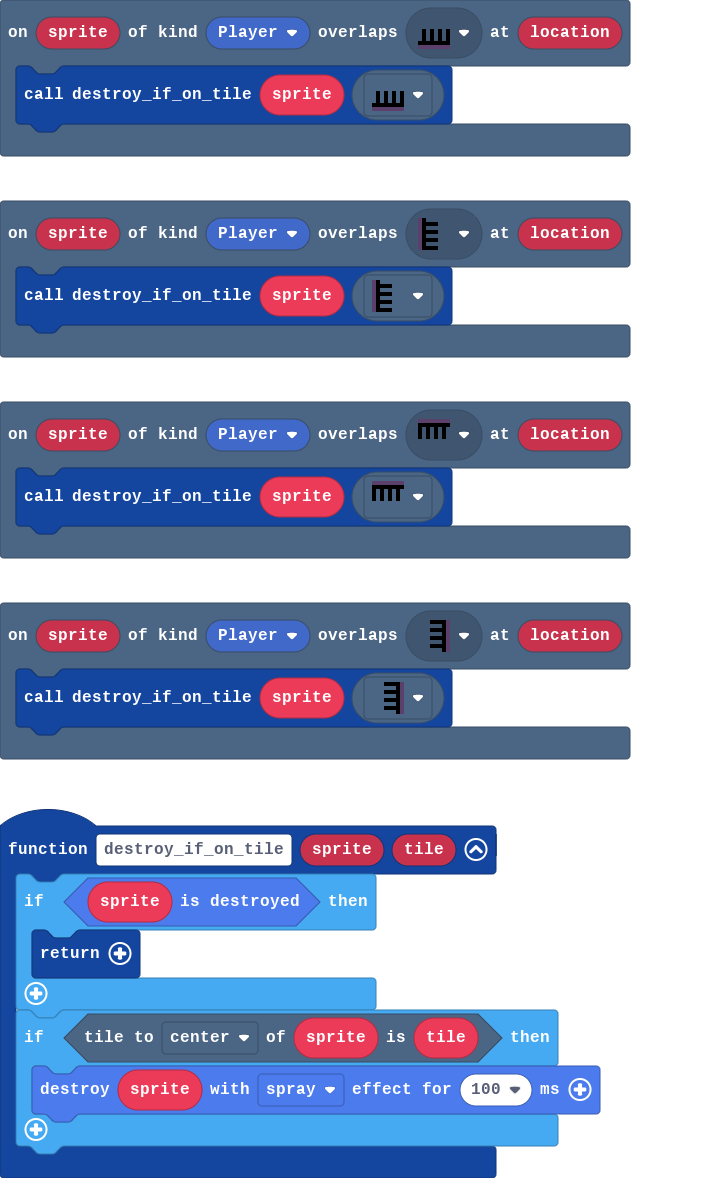 on sprite of kind Player overlaps at location
call destroy_if_on_tile sprite
on sprite of kind Player overlaps at location
call destroy_if_on_tile sprite
on sprite of kind Player overlaps at location
call destroy_if_on_tile sprite
on sprite of kind Player overlaps at location
call destroy_if_on_tile sprite
function destroy_if_on_tile sprite tile
if sprite is destroyed then
return
if tile to center of sprite is tile then
destroy sprite with spray effect for 100 ms